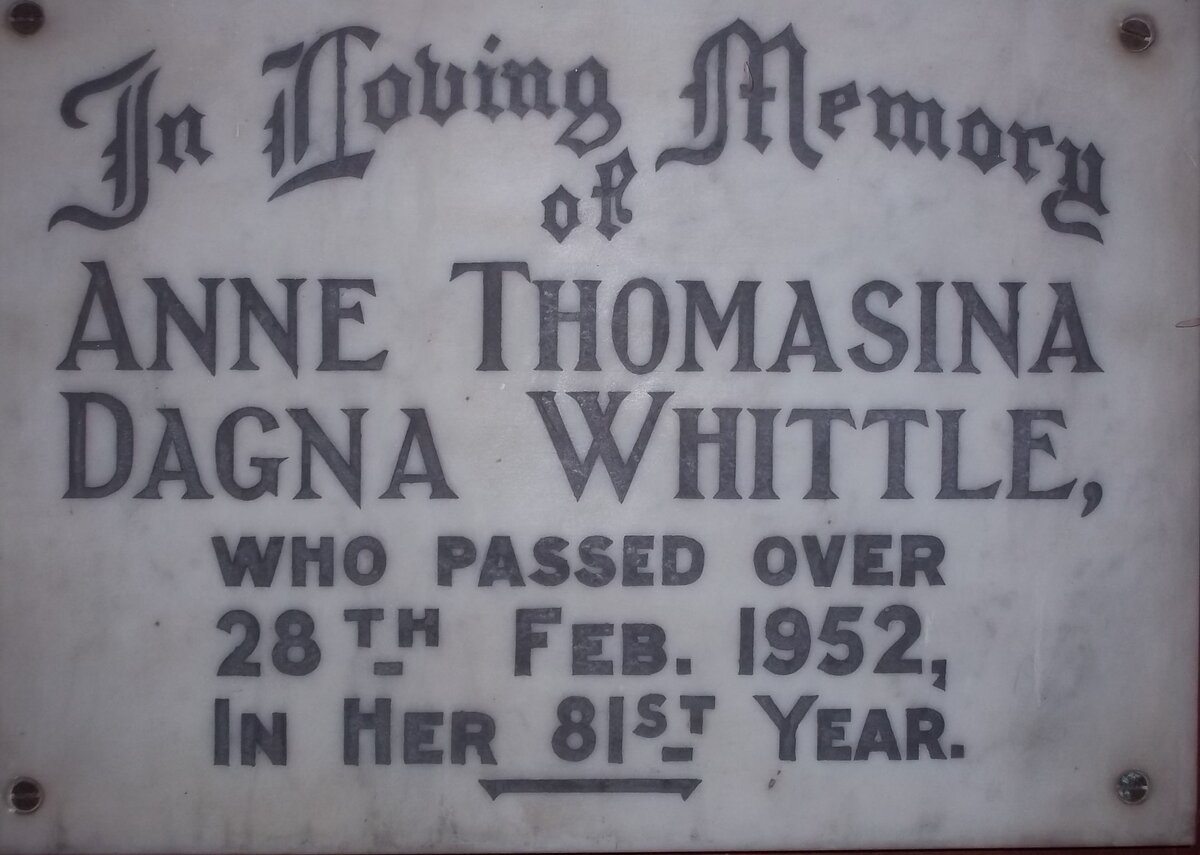 In Loving Memory
of
ANNE THOMASINA
DAGNA WHITTLE,
WHO PASSED OVER
28TH FEB. 1952,
IN HER 81ST YEAR.